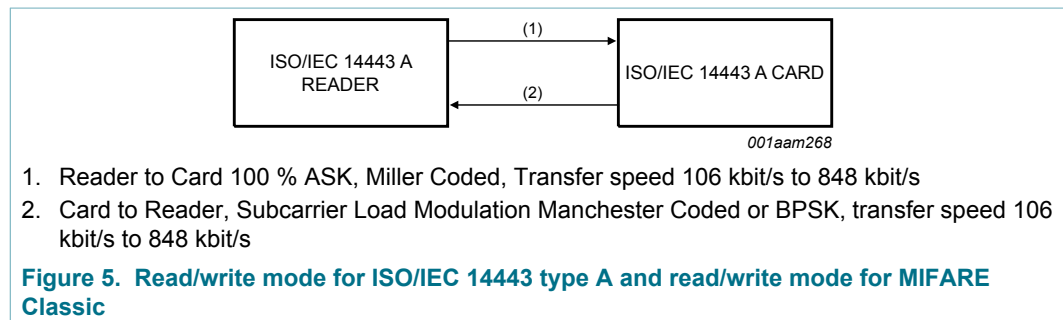 (1)
ISO/IEC 14443 A
READER
ISO/IEC 14443 A CARD
(2)
001aam268
1. Reader to Card 100 % ASK, Miller Coded, Transfer speed 106 kbit/s to 848 kbit/s
2. Card to Reader, Subcarrier Load Modulation Manchester Coded or BPSK, transfer speed 106
kbit/s to 848 kbit/s
Figure 5. Read/write mode for ISO/IEC 14443 type A and read/write mode for MIFARE
Classic